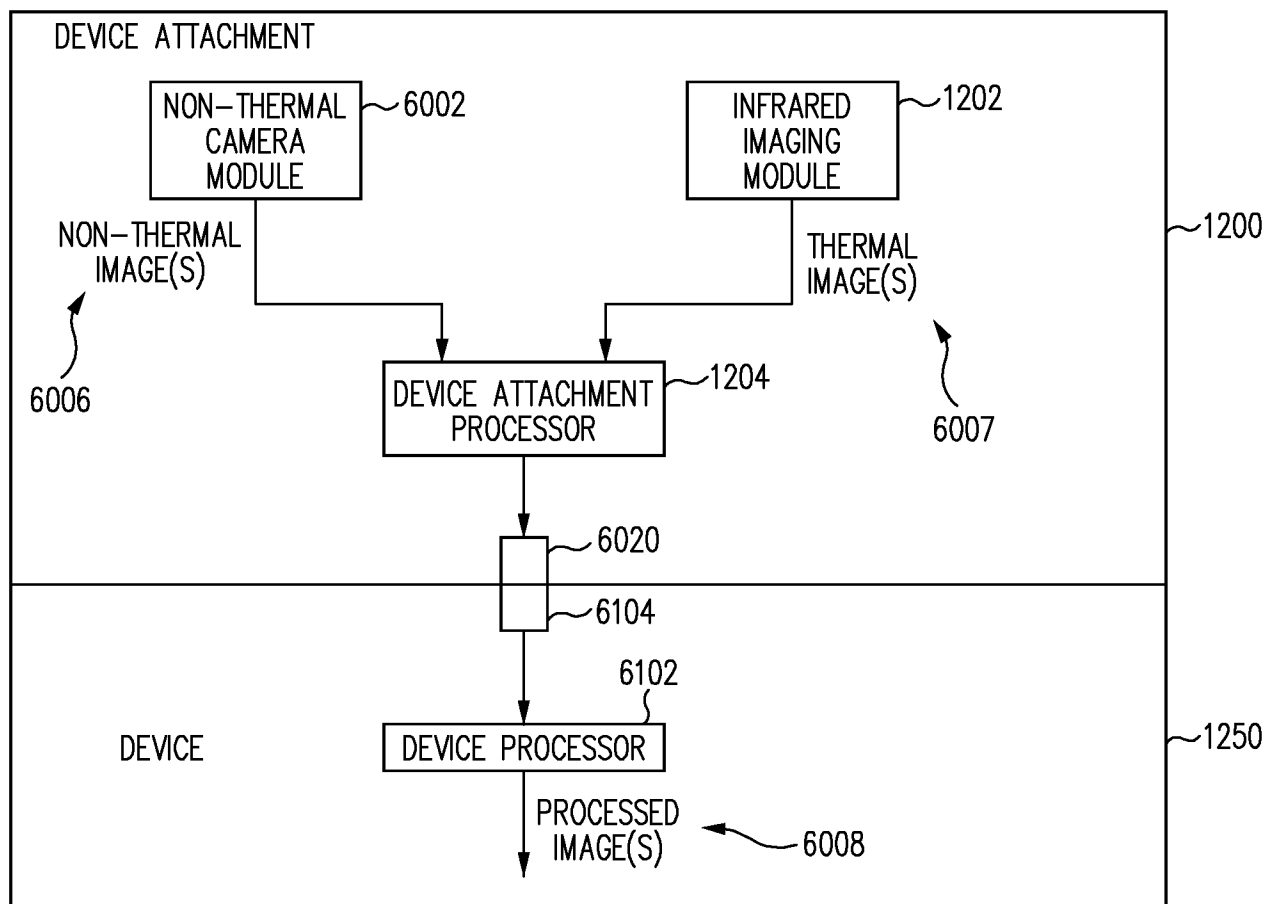 DEVICE ATTACHMENT
NON-THERMAL
CAMERA
MODULE
6002
INFRARED
IMAGING
MODULE
1202
NON-THERMAL
IMAGE(S)
6006
THERMAL
IMAGE(S)
6007
1200
DEVICE ATTACHMENT
PROCESSOR
1204
6020
6104
6102
DEVICE
DEVICE PROCESSOR
1250
PROCESSED
IMAGE(S)
6008